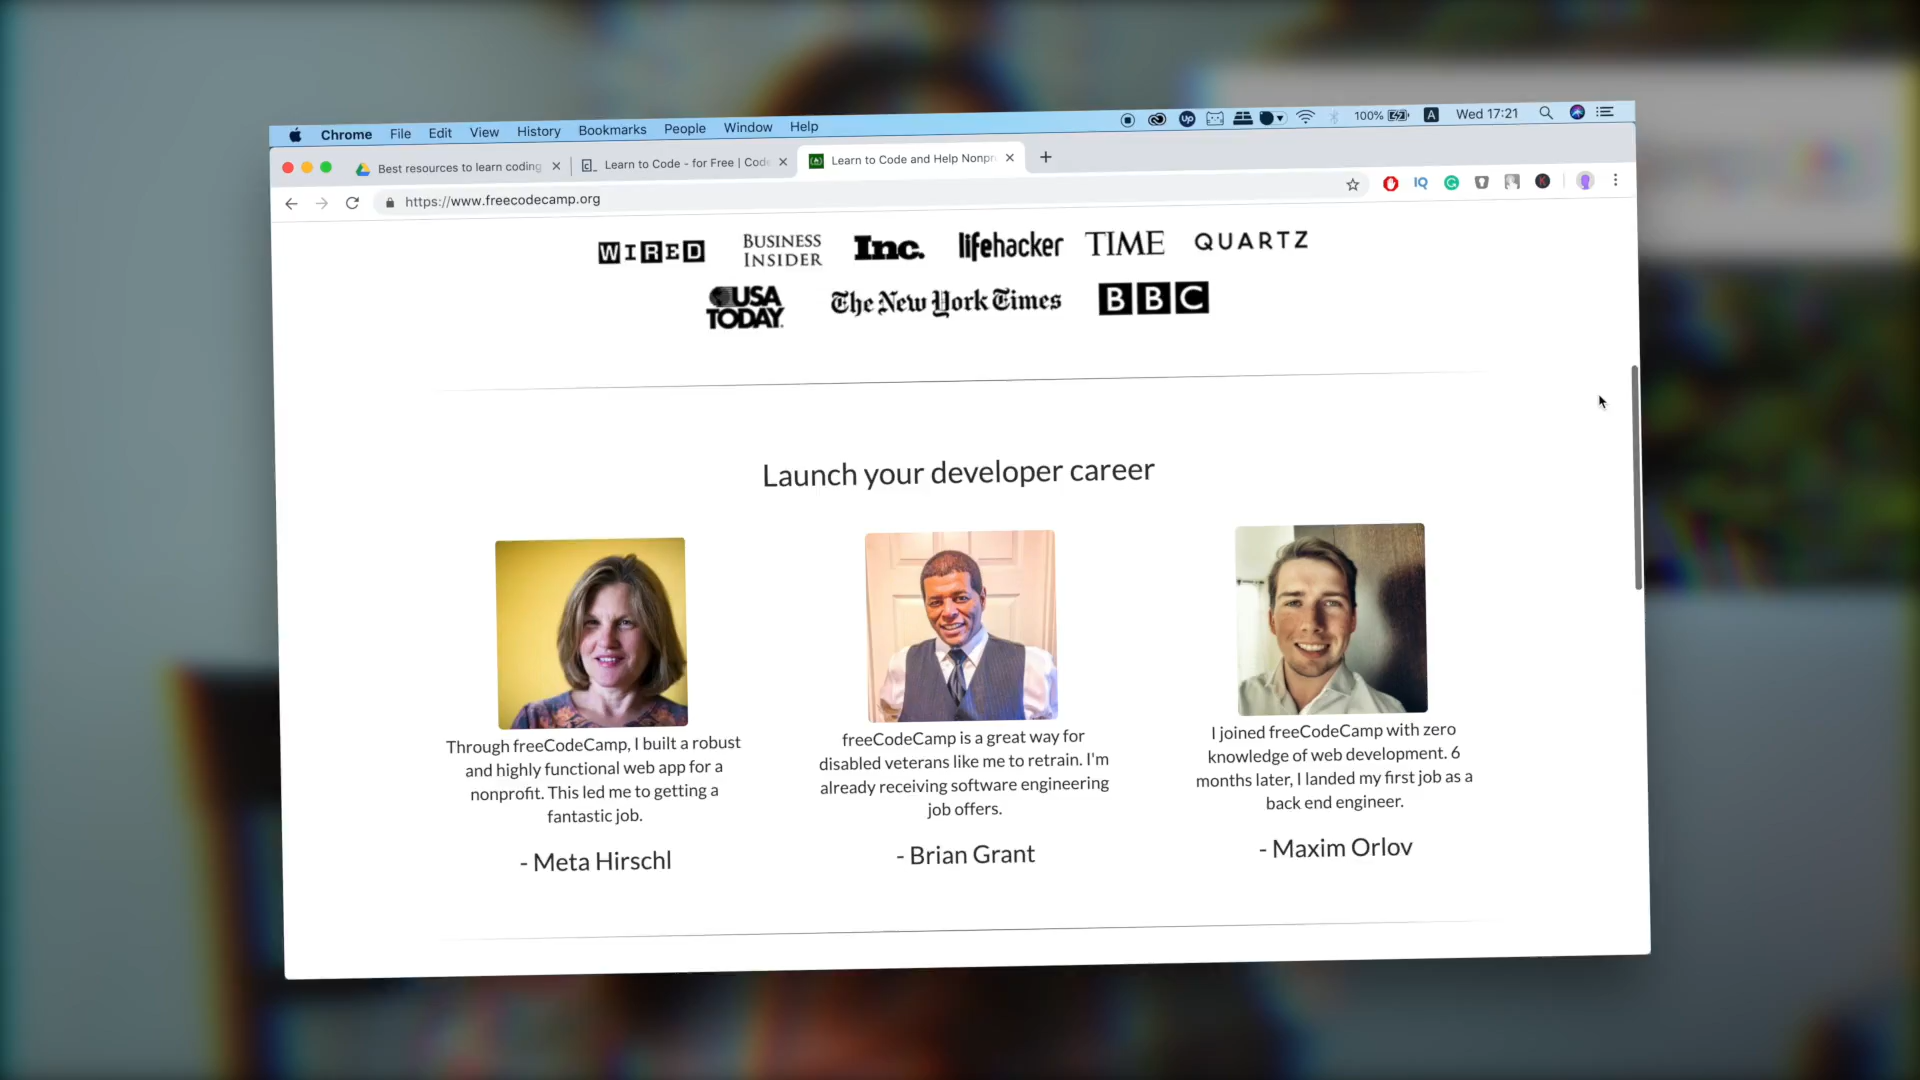 Chrome File Edit View History Bookmarks People Window Help 100% A Wed 17:21
Best resources to learn coding Learn to Code - for Free | Code Learn to Code and Help Nonpr
https://www.freecodecamp.org
WIRED BUSINESS INSIDER Inc. lifehacker TIME QUARTZ
USA TODAY The New York Times BBC
Launch your developer career
Through freeCodeCamp, I built a robust
and highly functional web app for a
nonprofit. This led me to getting a
fantastic job.
- Meta Hirschl
freeCodeCamp is a great way for
disabled veterans like me to retrain. I'm
already receiving software engineering
job offers.
- Brian Grant
I joined freeCodeCamp with zero
knowledge of web development. 6
months later, I landed my first job as a
back end engineer.
- Maxim Orlov